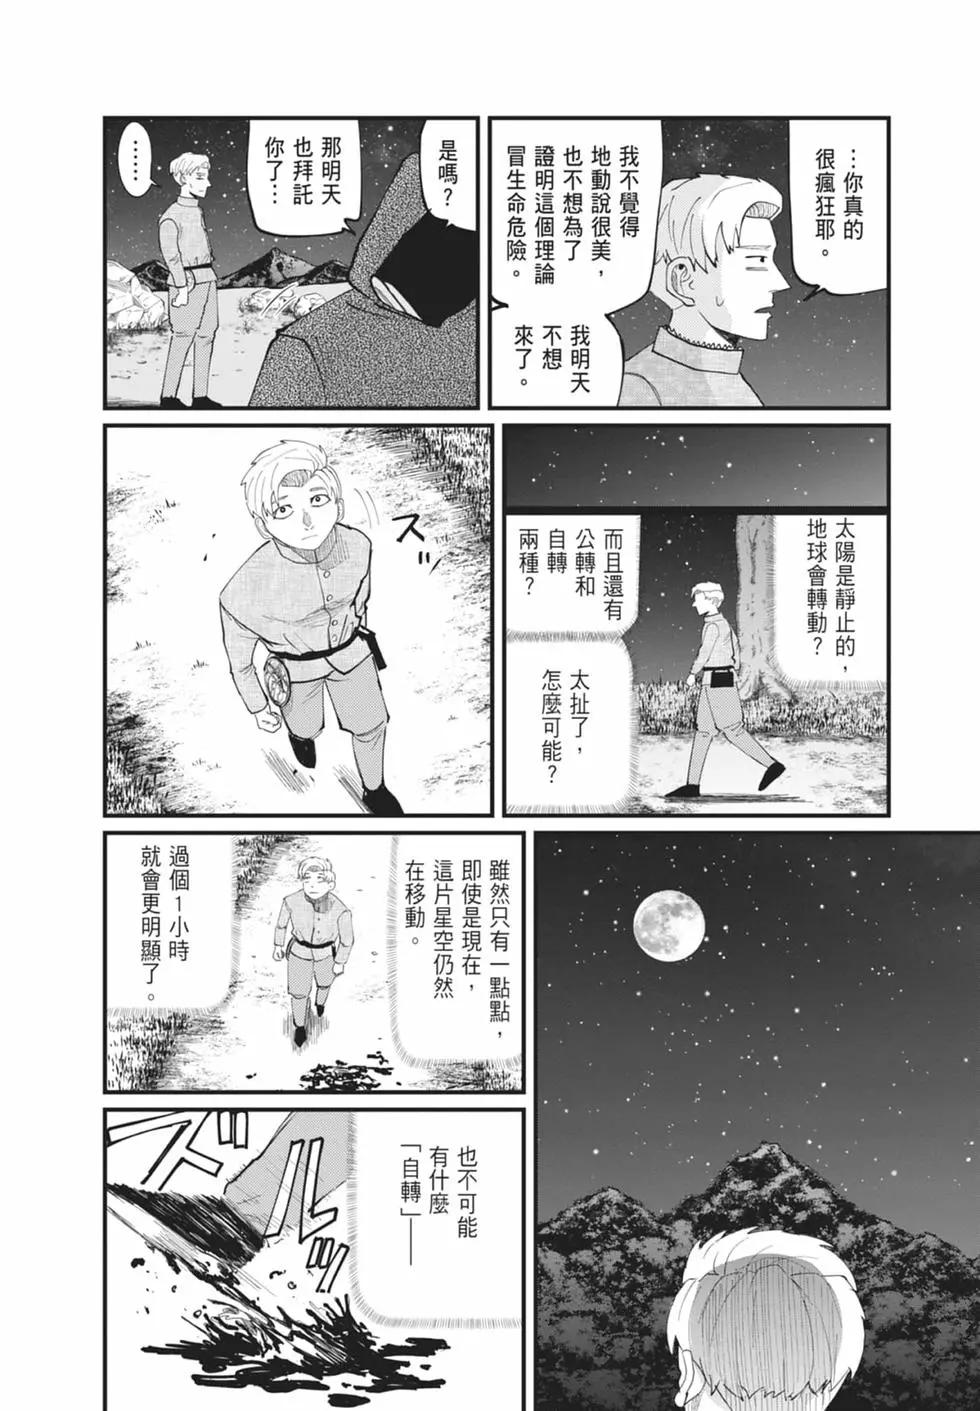 …你真的
很瘋狂耶。
我不覺得
地動說很美，
也不想為了
證明這個理論
冒生命危險。
我明天
不想
來了。
是嗎？
那明天
也拜託
你了…
……
太陽是靜止的，
地球會轉動？
而且還有
公轉和
自轉
兩種？
太扯了，
怎麼可能？
ス
雖然只有一點點，
即使是現在，
這片星空仍然
在移動。
過個1小時
就會更明顯了。
也不可能
有什麼
「自轉」——
ズルッ